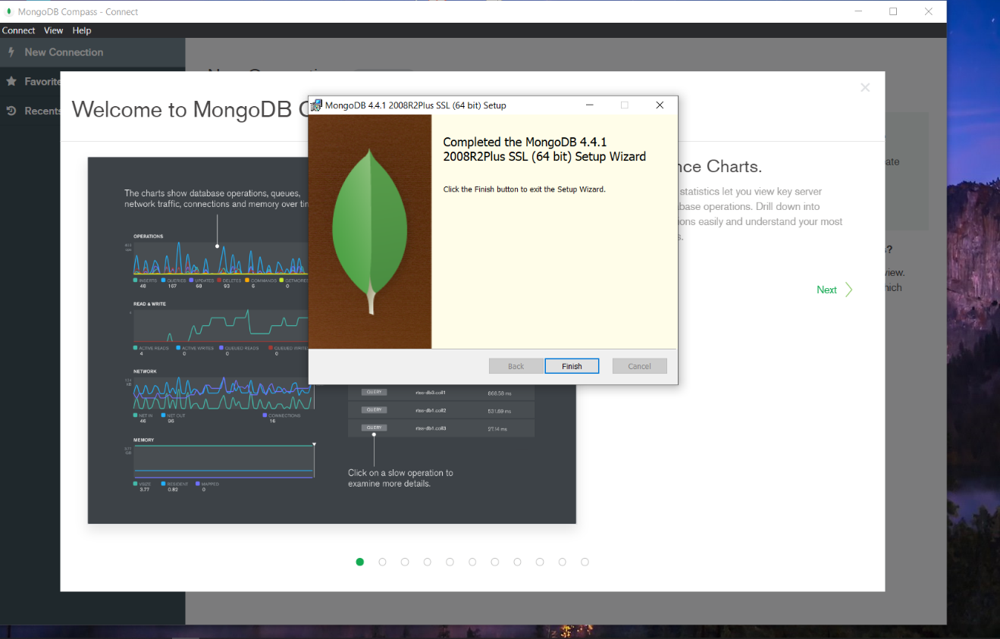 MongoDB Compass - Connect
Connect View Help
New Connection
Favorite
Recents
Welcome to MongoDB C
The charts show database operations, queues,
network traffic, connections and memory over tim
OPERATIONS
INSERTS QUERIES UPDATES DELETES COMMANDS GETMORES
48 167 68 93 6 0
READ & WRITE
ACTIVE READS ACTIVE WRITES QUEUED READS QUEUED WRITES
4 0 0 0
NETWORK
NET IN NET OUT CONNECTIONS
46 96 16
MEMORY
3.77
GB
vSIZE RESIDENT MAPPED
3.77 0.82 0
MongoDB 4.4.1 2008R2Plus SSL (64 bit) Setup
Completed the MongoDB 4.4.1
2008R2Plus SSL (64 bit) Setup Wizard
Click the Finish button to exit the Setup Wizard.
Back Finish Cancel
QUERY rtss-db3.coll1 668.58 ms
QUERY rtss-db1.coll2 531.69 ms
QUERY rtss-db1.coll3 27.14 ms
Click on a slow operation to
examine more details.
nce Charts.
statistics let you view key server
base operations. Drill down into
ons easily and understand your most
s.
Next
ate
s?
view.
hich